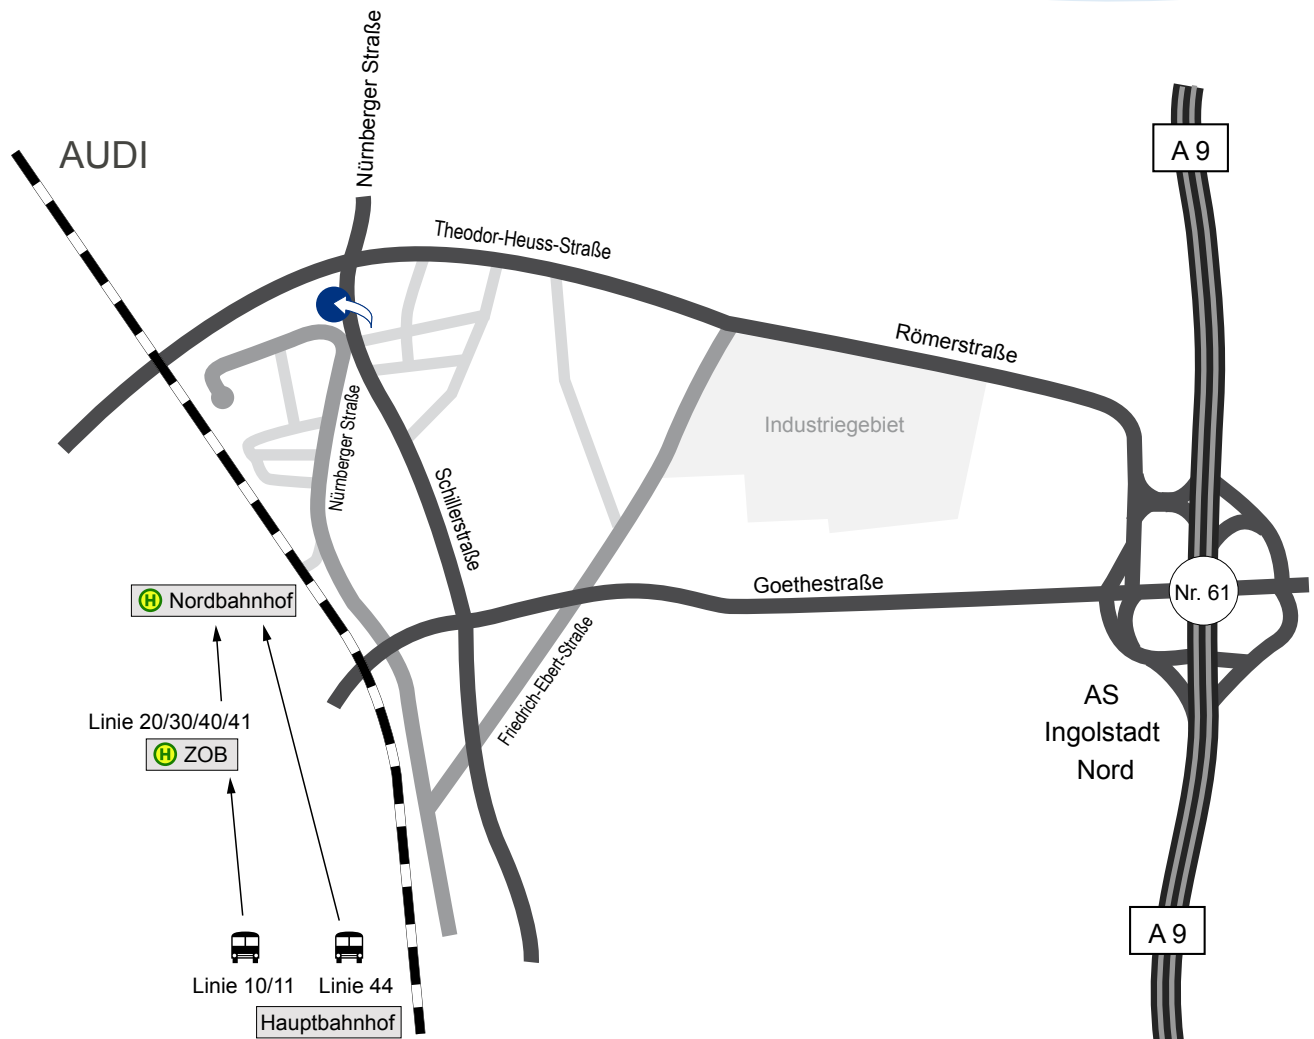 Nürnberger Straße
AUDI
A 9
Theodor-Heuss-Straße
Römerstraße
Industriegebiet
Nürnberger Straße
Schillerstraße
Goethestraße
Nr. 61
H Nordbahnhof
Friedrich-Ebert-Straße
Linie 20/30/40/41
H ZOB
AS
Ingolstadt
Nord
A 9
Linie 10/11
Linie 44
Hauptbahnhof